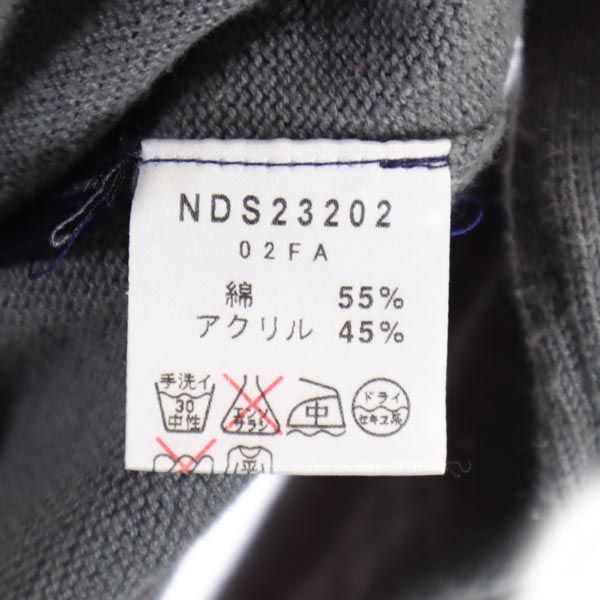 NDS23202
02FA
綿 55%
アクリル 45%
手洗イ
30
中性
エンソ
サラシ
中
ドライ
セキユ系
平